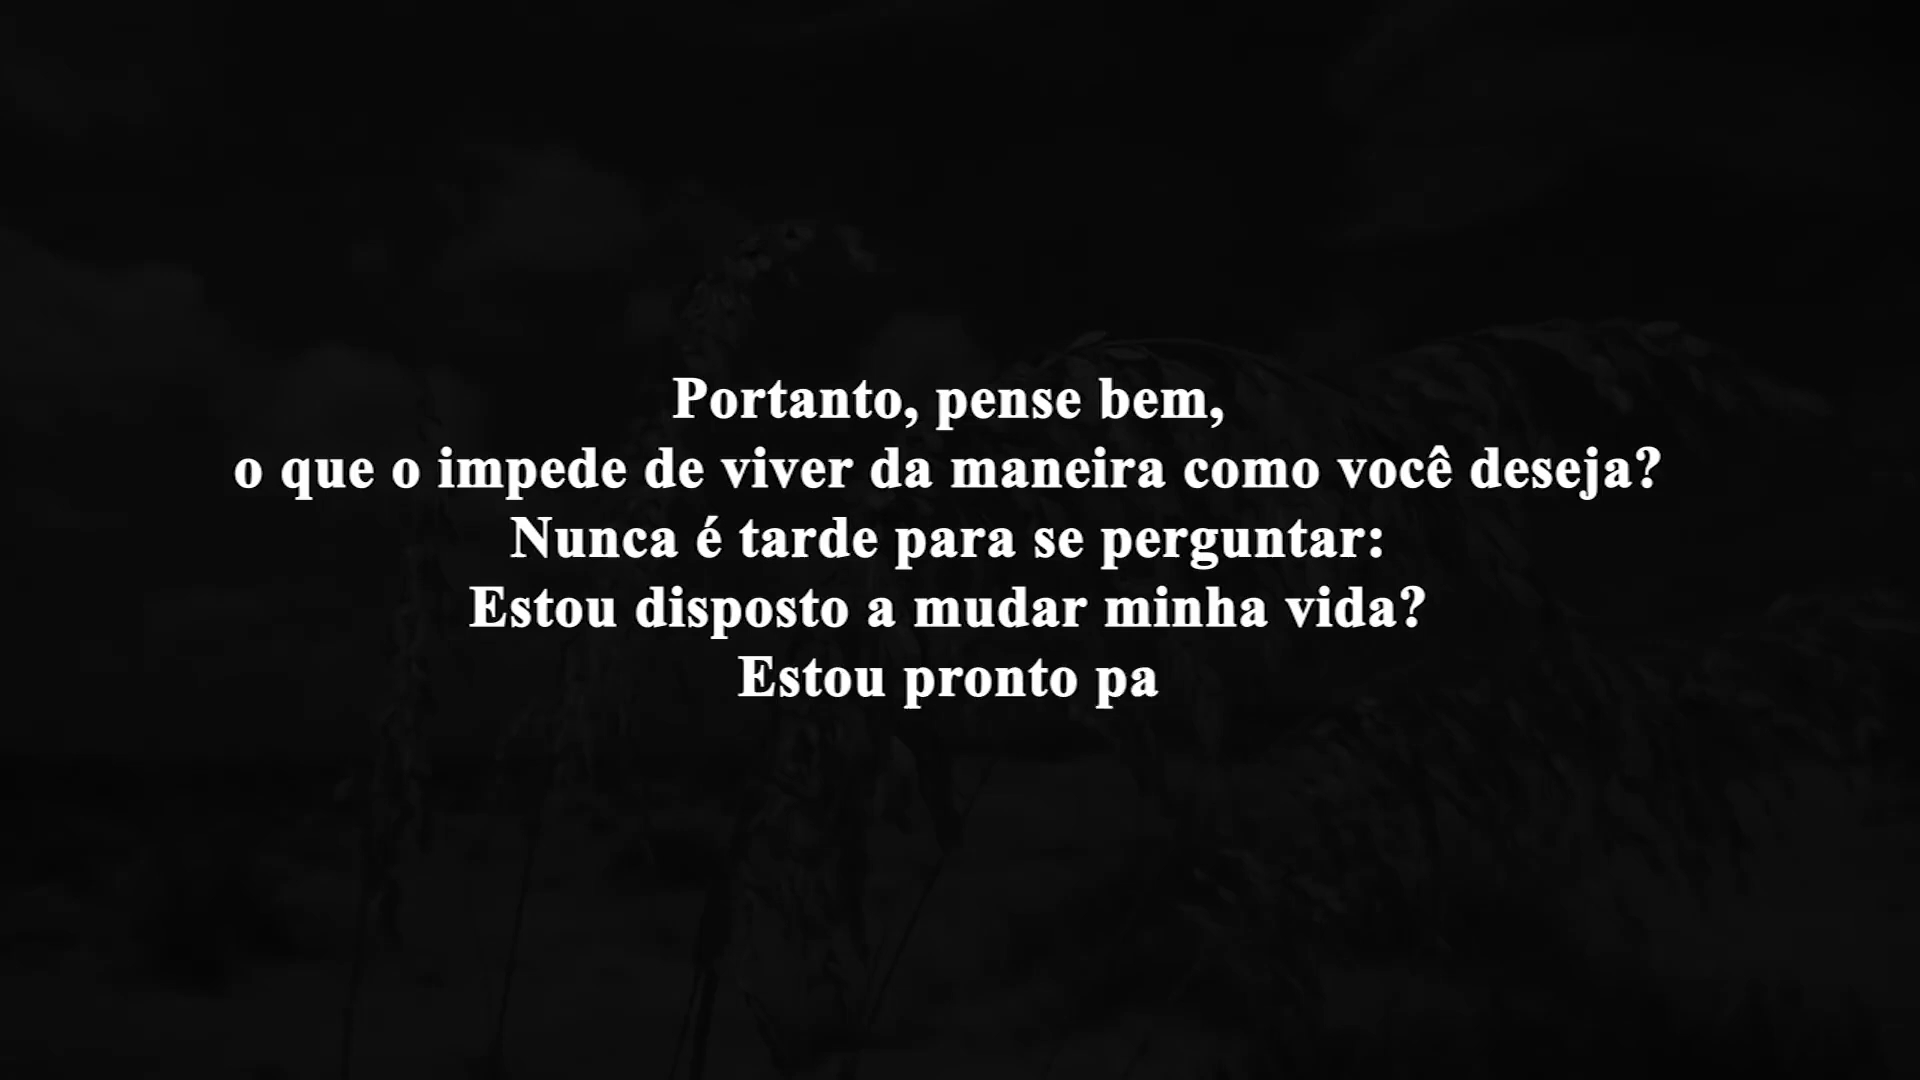 Portanto, pense bem,
o que o impede de viver da maneira como você deseja?
Nunca é tarde para se perguntar:
Estou disposto a mudar minha vida?
Estou pronto pa